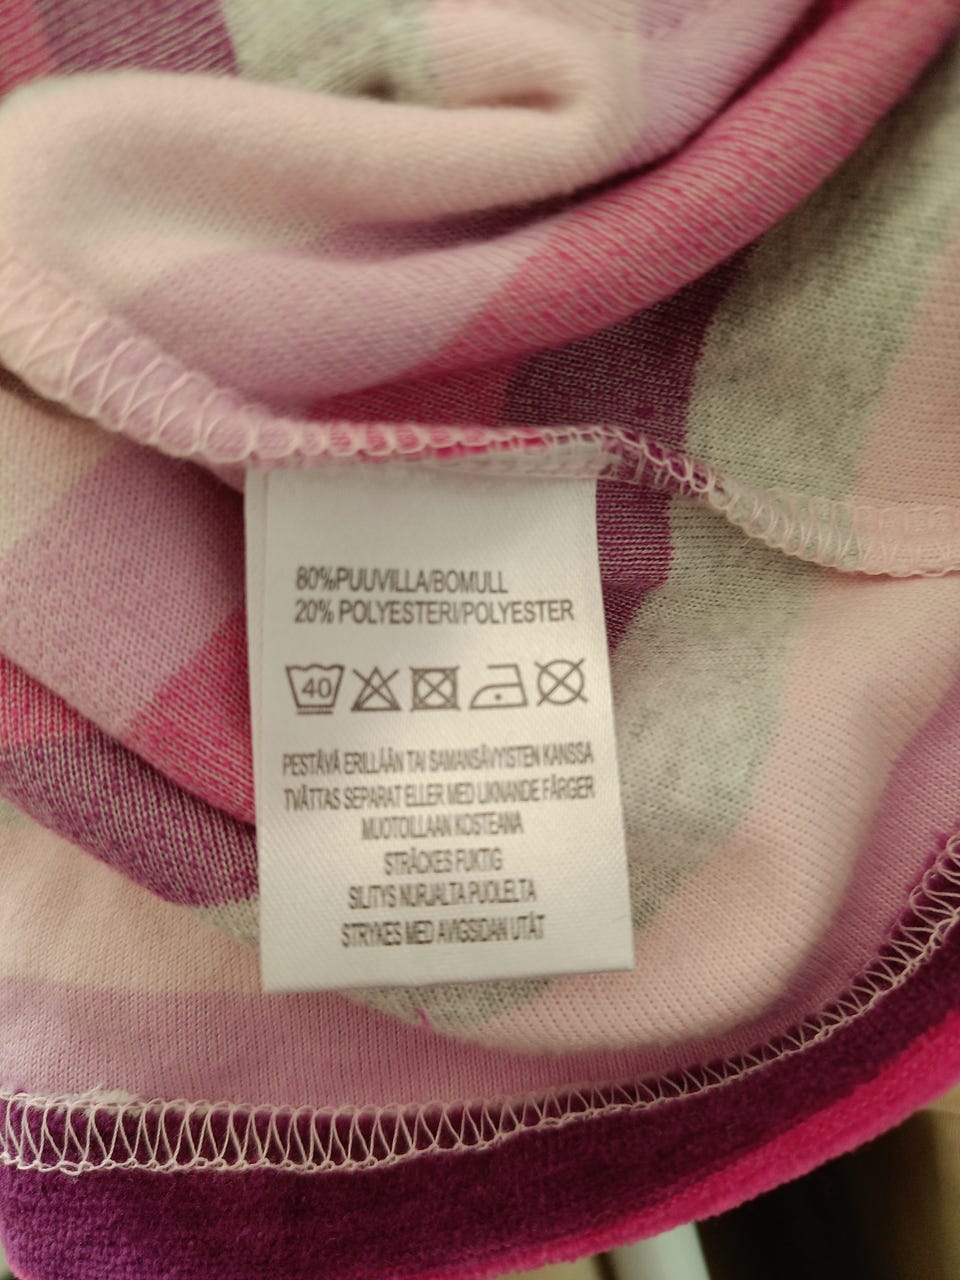 80%PUUVILLA/BOMULL
20% POLYESTERI/POLYESTER
40
PESTÄVÄ ERILLÄÄN TAI SAMANSÄVYISTEN KANSSA
TVÄTTAS SEPARAT ELLER MED LIKNANDE FÄRGER
MUOTOILLAAN KOSTEANA
STRÄCKES FUKTIG
SILITYS NURJALTA PUOLELTA
STRYKES MED AVIGSIDAN UTÅT